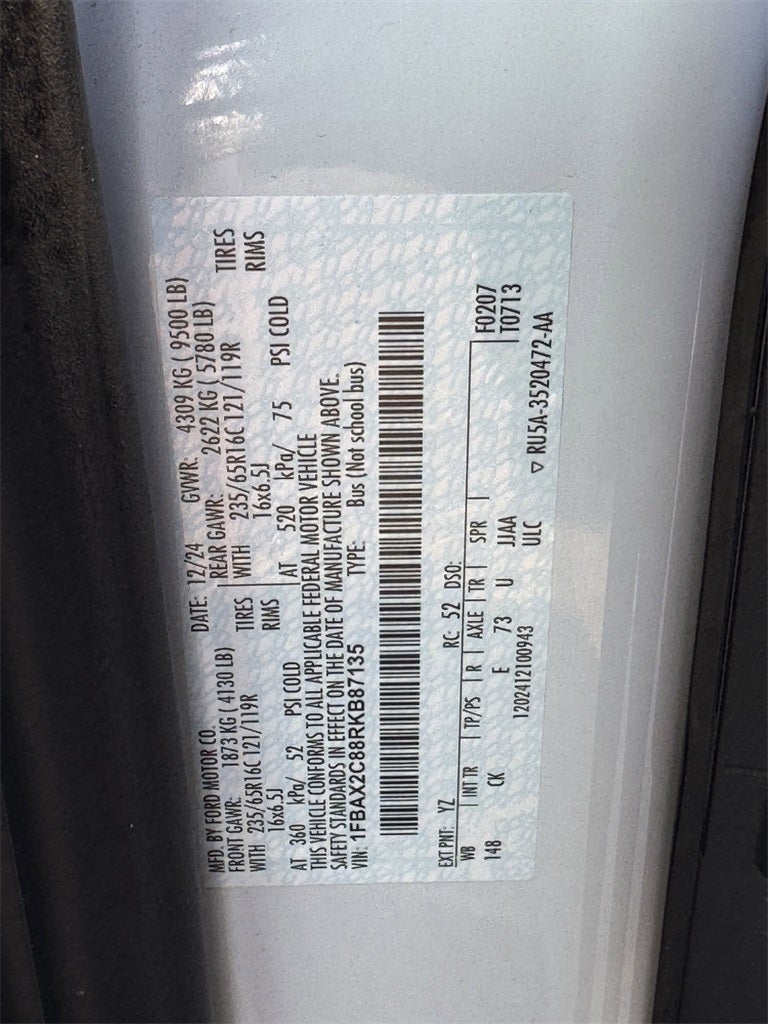 MFD. BY FORD MOTOR CO.
DATE: 12/24 GVWR: 4309 KG ( 9500 LB)
FRONT GAWR: 1873 KG ( 4130 LB)
REAR GAWR: 2622 KG ( 5780 LB)
WITH 235/65R16C 121/119R TIRES
WITH 235/65R16C 121/119R TIRES
16x6.5J RIMS
16x6.5J RIMS
AT 360 kPa/ 52 PSI COLD
AT 520 kPa/ 75 PSI COLD
THIS VEHICLE CONFORMS TO ALL APPLICABLE FEDERAL MOTOR VEHICLE
SAFETY STANDARDS IN EFFECT ON THE DATE OF MANUFACTURE SHOWN ABOVE.
VIN: 1FBAX2C88RKB87135 TYPE: Bus (Not school bus)
EXT PNT: YZ RC: 52 DSO:
WB INT TR TP/PS R AXLE TR SPR F0207
148 CK E 73 U JJAA T0713
1202412100943 ULC
▽ RU5A-3520472-AA